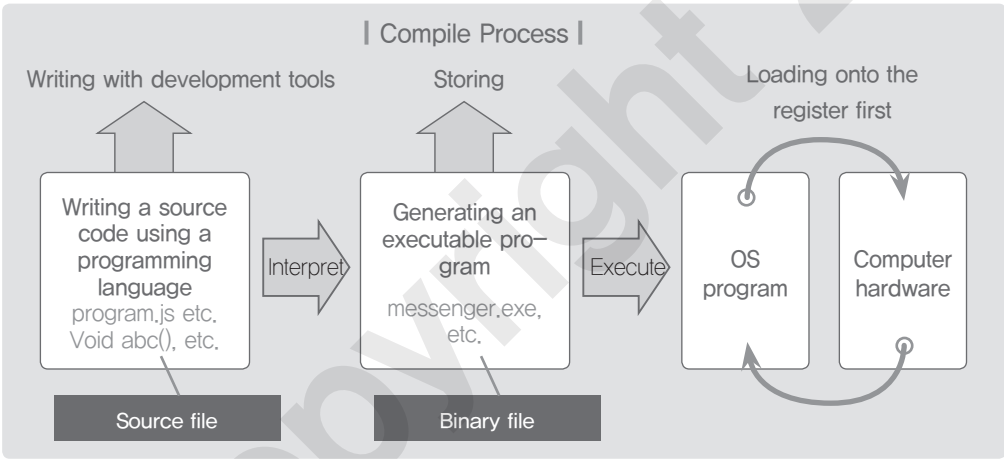 | Compile Process |
Writing with development tools
Storing
Loading onto the
register first
Writing a source
code using a
programming
language
program.js etc.
Void abc(), etc.
Interpret
Generating an
executable pro-
gram
messenger.exe,
etc.
Execute
OS
program
Computer
hardware
Source file
Binary file